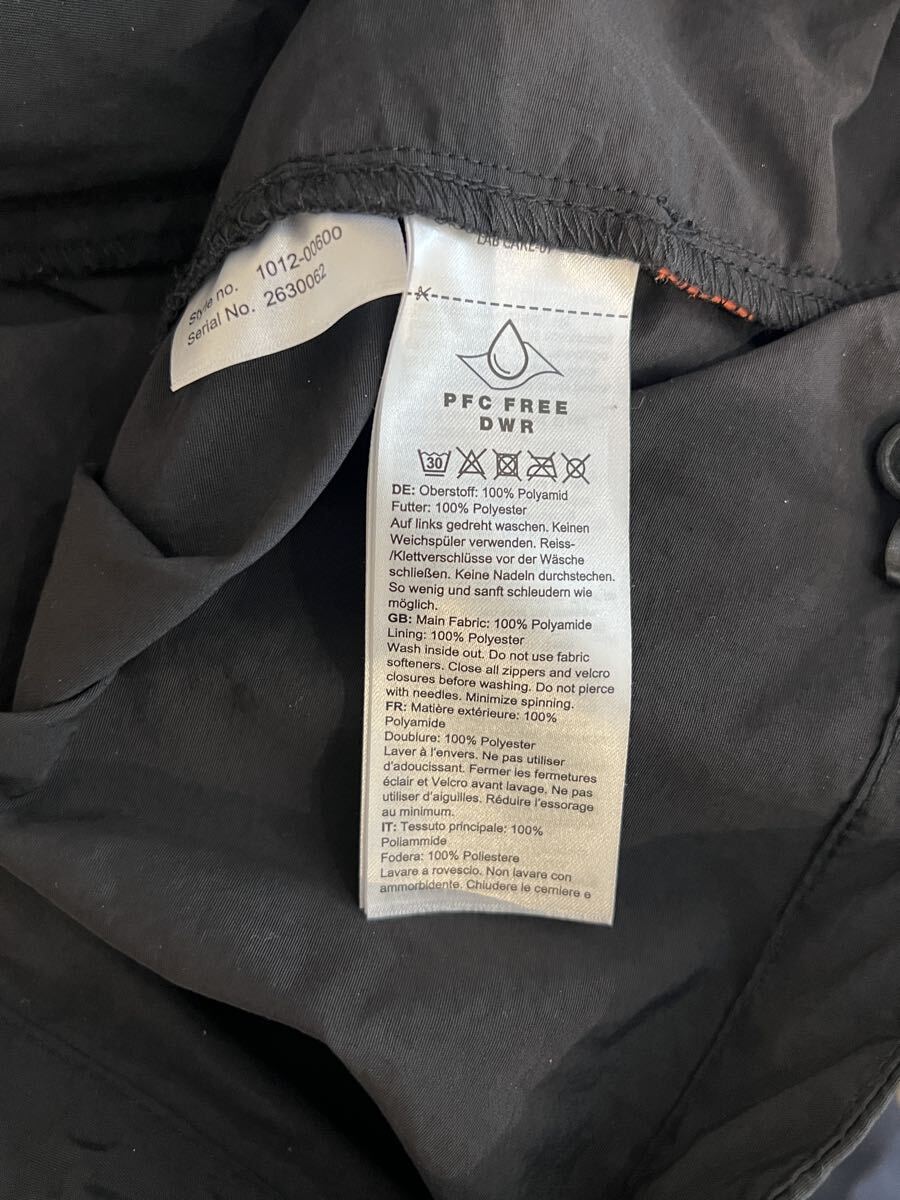 Style no. 1012-00600
Serial No. 2630062
LAB CARE-01
PFC FREE
DWR
30
DE: Oberstoff: 100% Polyamid
Futter: 100% Polyester
Auf links gedreht waschen. Keinen
Weichspüler verwenden. Reiss-
/Klettverschlüsse vor der Wäsche
schließen. Keine Nadeln durchstechen.
So wenig und sanft schleudern wie
möglich.
GB: Main Fabric: 100% Polyamide
Lining: 100% Polyester
Wash inside out. Do not use fabric
softeners. Close all zippers and velcro
closures before washing. Do not pierce
with needles. Minimize spinning.
FR: Matière extérieure: 100%
Polyamide
Doublure: 100% Polyester
Laver à l'envers. Ne pas utiliser
d'adoucissant. Fermer les fermetures
éclair et Velcro avant lavage. Ne pas
utiliser d'aiguilles. Réduire l'essorage
au minimum.
IT: Tessuto principale: 100%
Poliammide
Fodera: 100% Poliestere
Lavare a rovescio. Non lavare con
ammorbidente. Chiudere le cerniere e